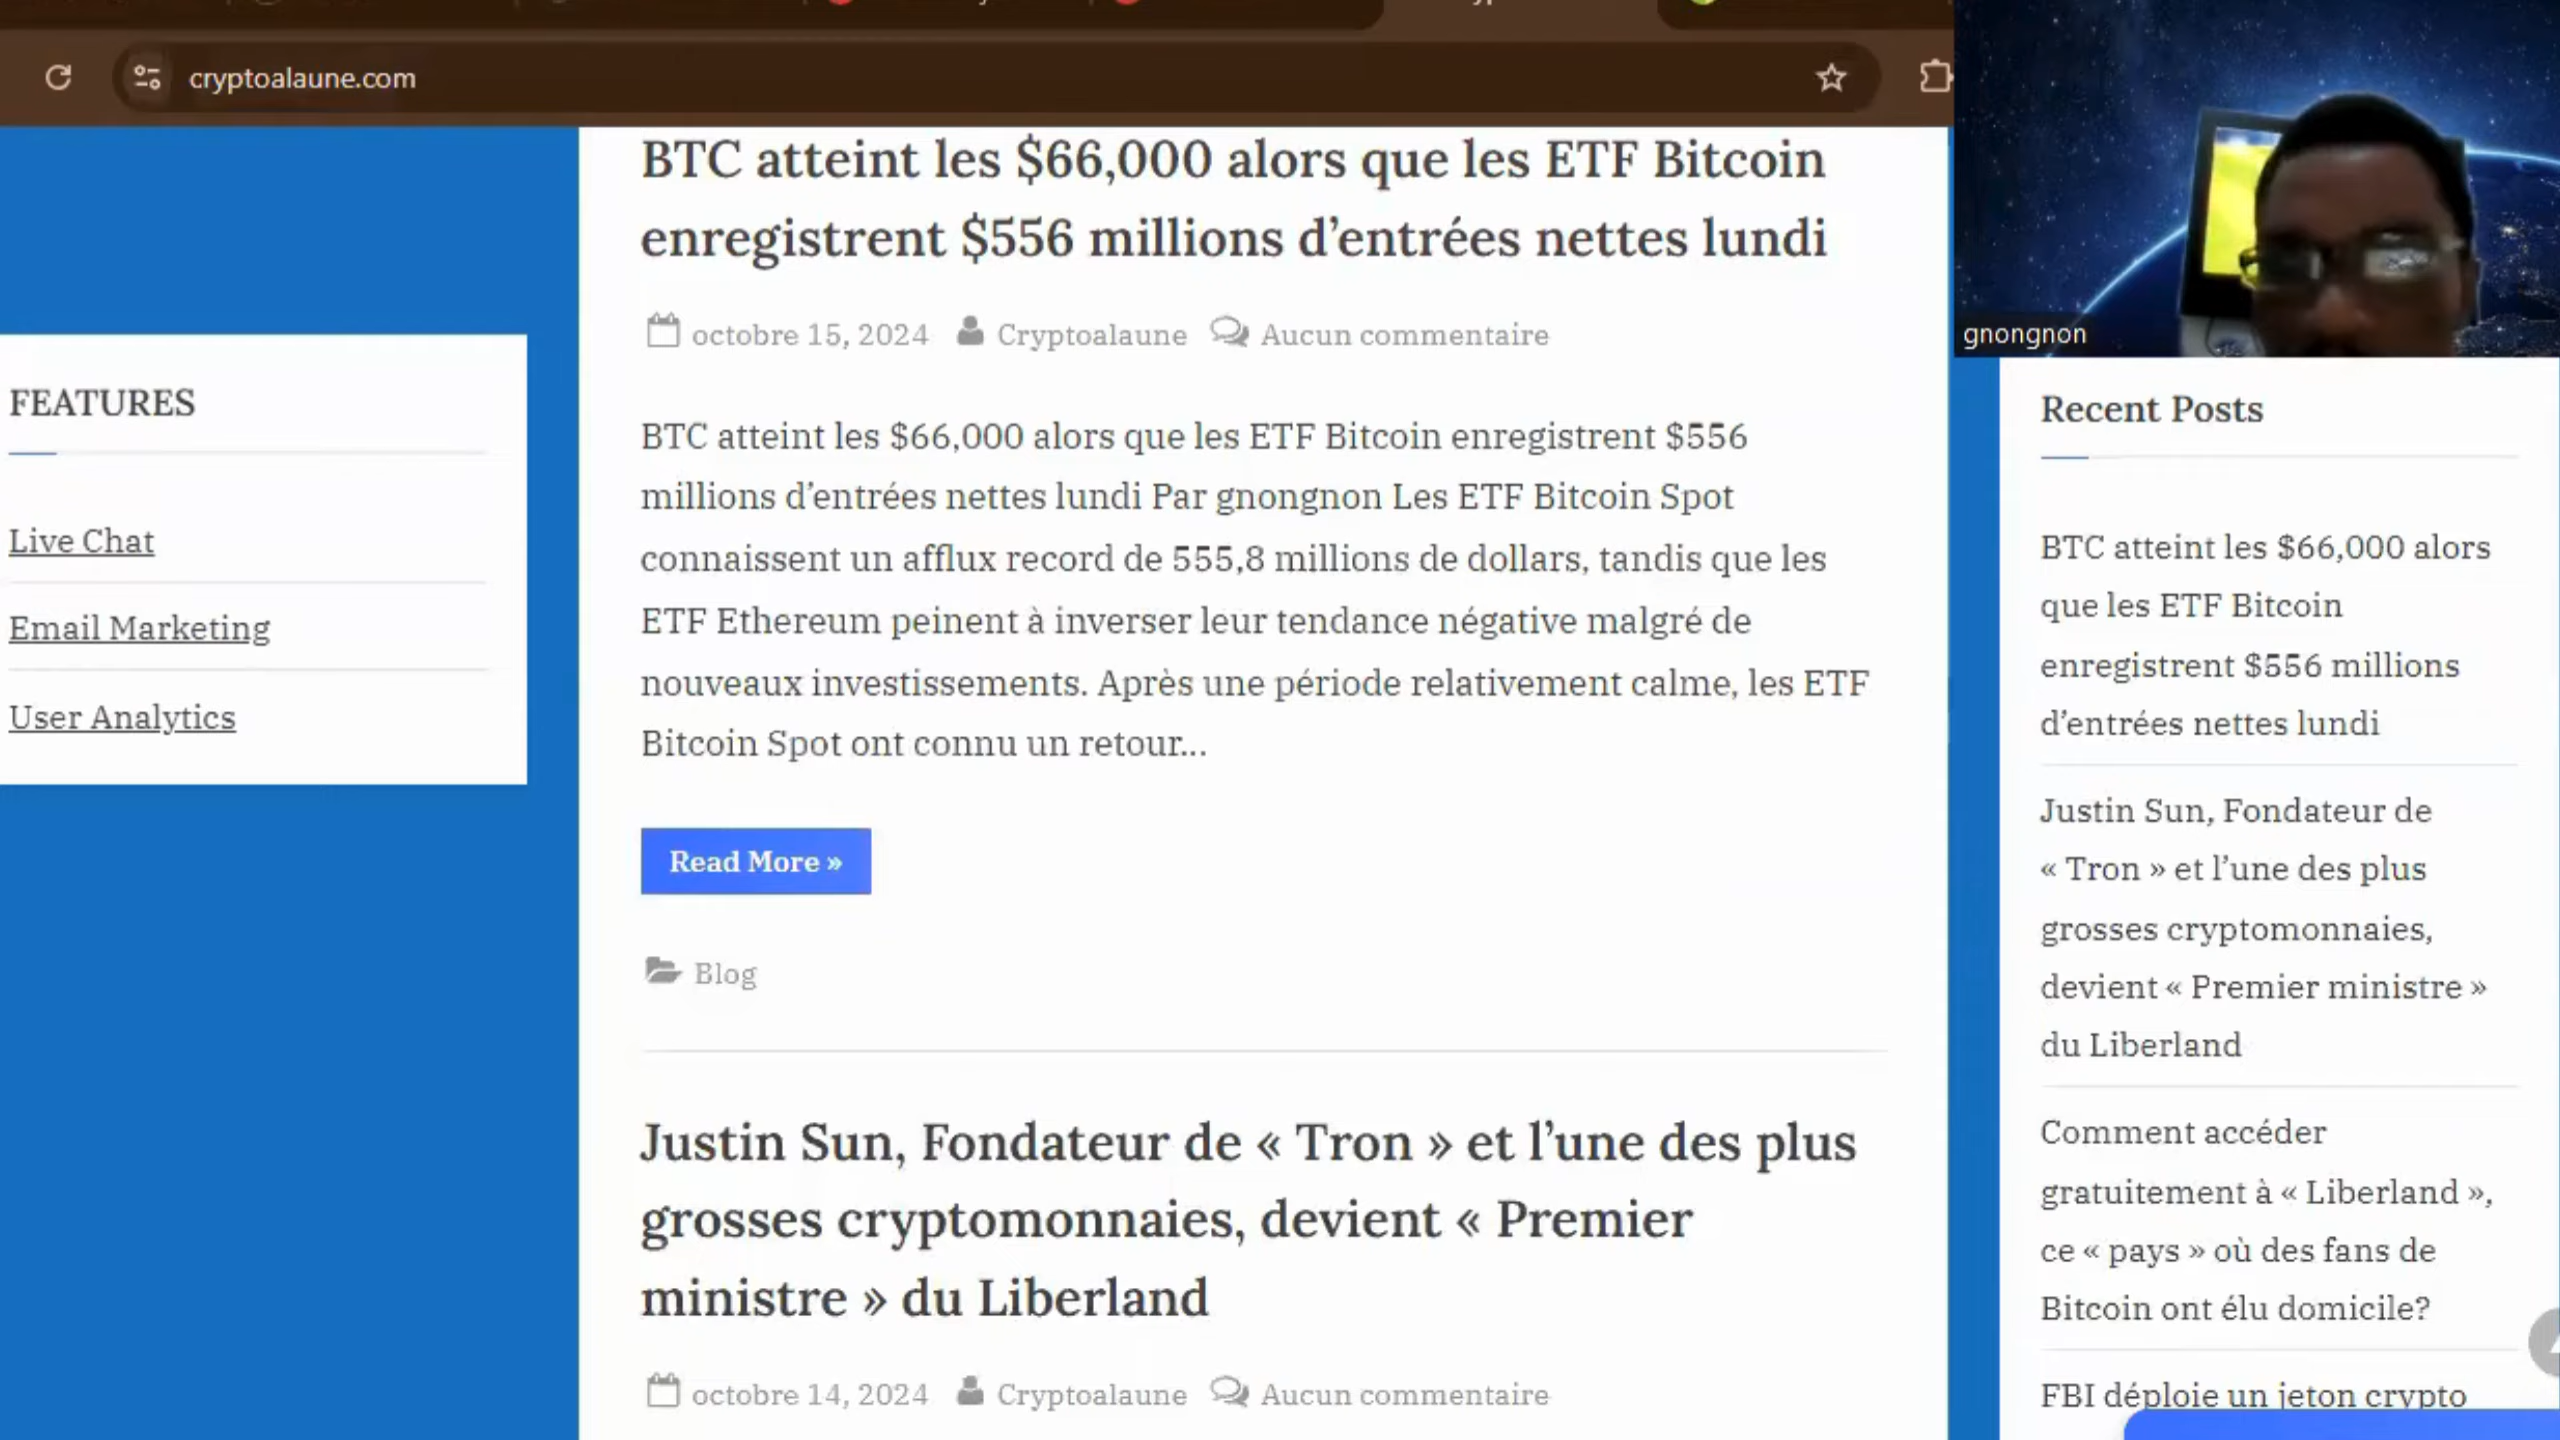 cryptoalaune.com
BTC atteint les $66,000 alors que les ETF Bitcoin
enregistrent $556 millions d’entrées nettes lundi
octobre 15, 2024 Cryptoalaune Aucun commentaire
BTC atteint les $66,000 alors que les ETF Bitcoin enregistrent $556
millions d’entrées nettes lundi Par gnongnon Les ETF Bitcoin Spot
connaissent un afflux record de 555,8 millions de dollars, tandis que les
ETF Ethereum peinent à inverser leur tendance négative malgré de
nouveaux investissements. Après une période relativement calme, les ETF
Bitcoin Spot ont connu un retour...
Read More »
Blog
Justin Sun, Fondateur de « Tron » et l’une des plus
grosses cryptomonnaies, devient « Premier
ministre » du Liberland
octobre 14, 2024 Cryptoalaune Aucun commentaire
FEATURES
Live Chat
Email Marketing
User Analytics
gnongnon
Recent Posts
BTC atteint les $66,000 alors
que les ETF Bitcoin
enregistrent $556 millions
d’entrées nettes lundi
Justin Sun, Fondateur de
« Tron » et l’une des plus
grosses cryptomonnaies,
devient « Premier ministre »
du Liberland
Comment accéder
gratuitement à « Liberland »,
ce « pays » où des fans de
Bitcoin ont élu domicile?
FBI déploie un jeton crypto